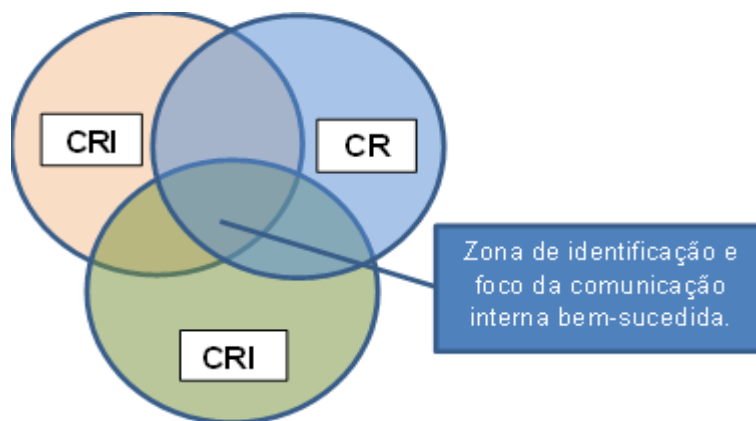 CRI
CR
Zona de identificação e
foco da comunicação
interna bem-sucedida.
CRI